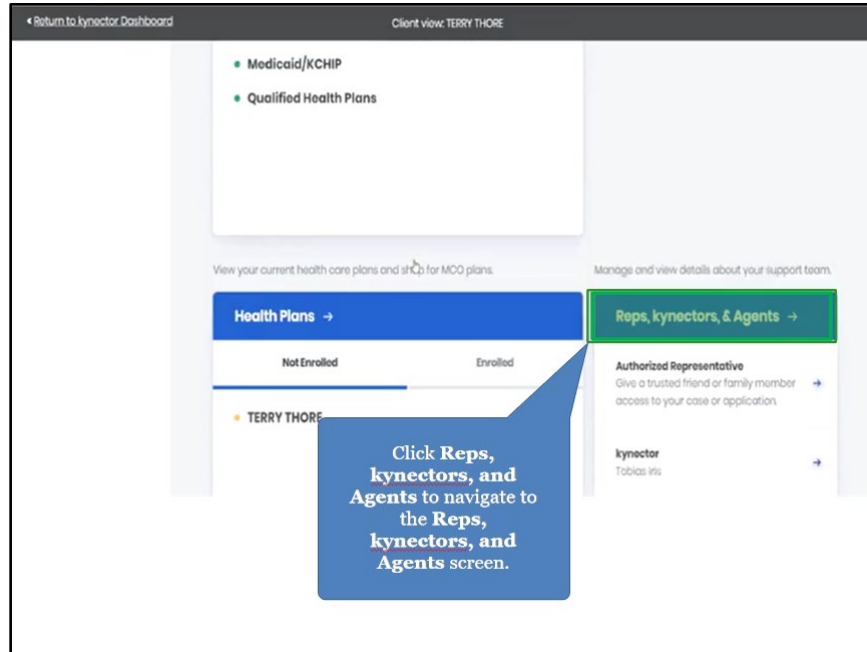 Return to kynector Dashboard
Client view: TERRY THORE
Medicaid/KCHIP
Qualified Health Plans
View your current health care plans and shop for MCO plans.
Manage and view details about your support team.
Health Plans →
Reps, kynectors, & Agents →
Not Enrolled
Enrolled
TERRY THORE
Authorized Representative
Give a trusted friend or family member
access to your case or application.
kynector
Tobias Iris
Click Reps,
kynectors, and
Agents to navigate to
the Reps,
kynectors, and
Agents screen.